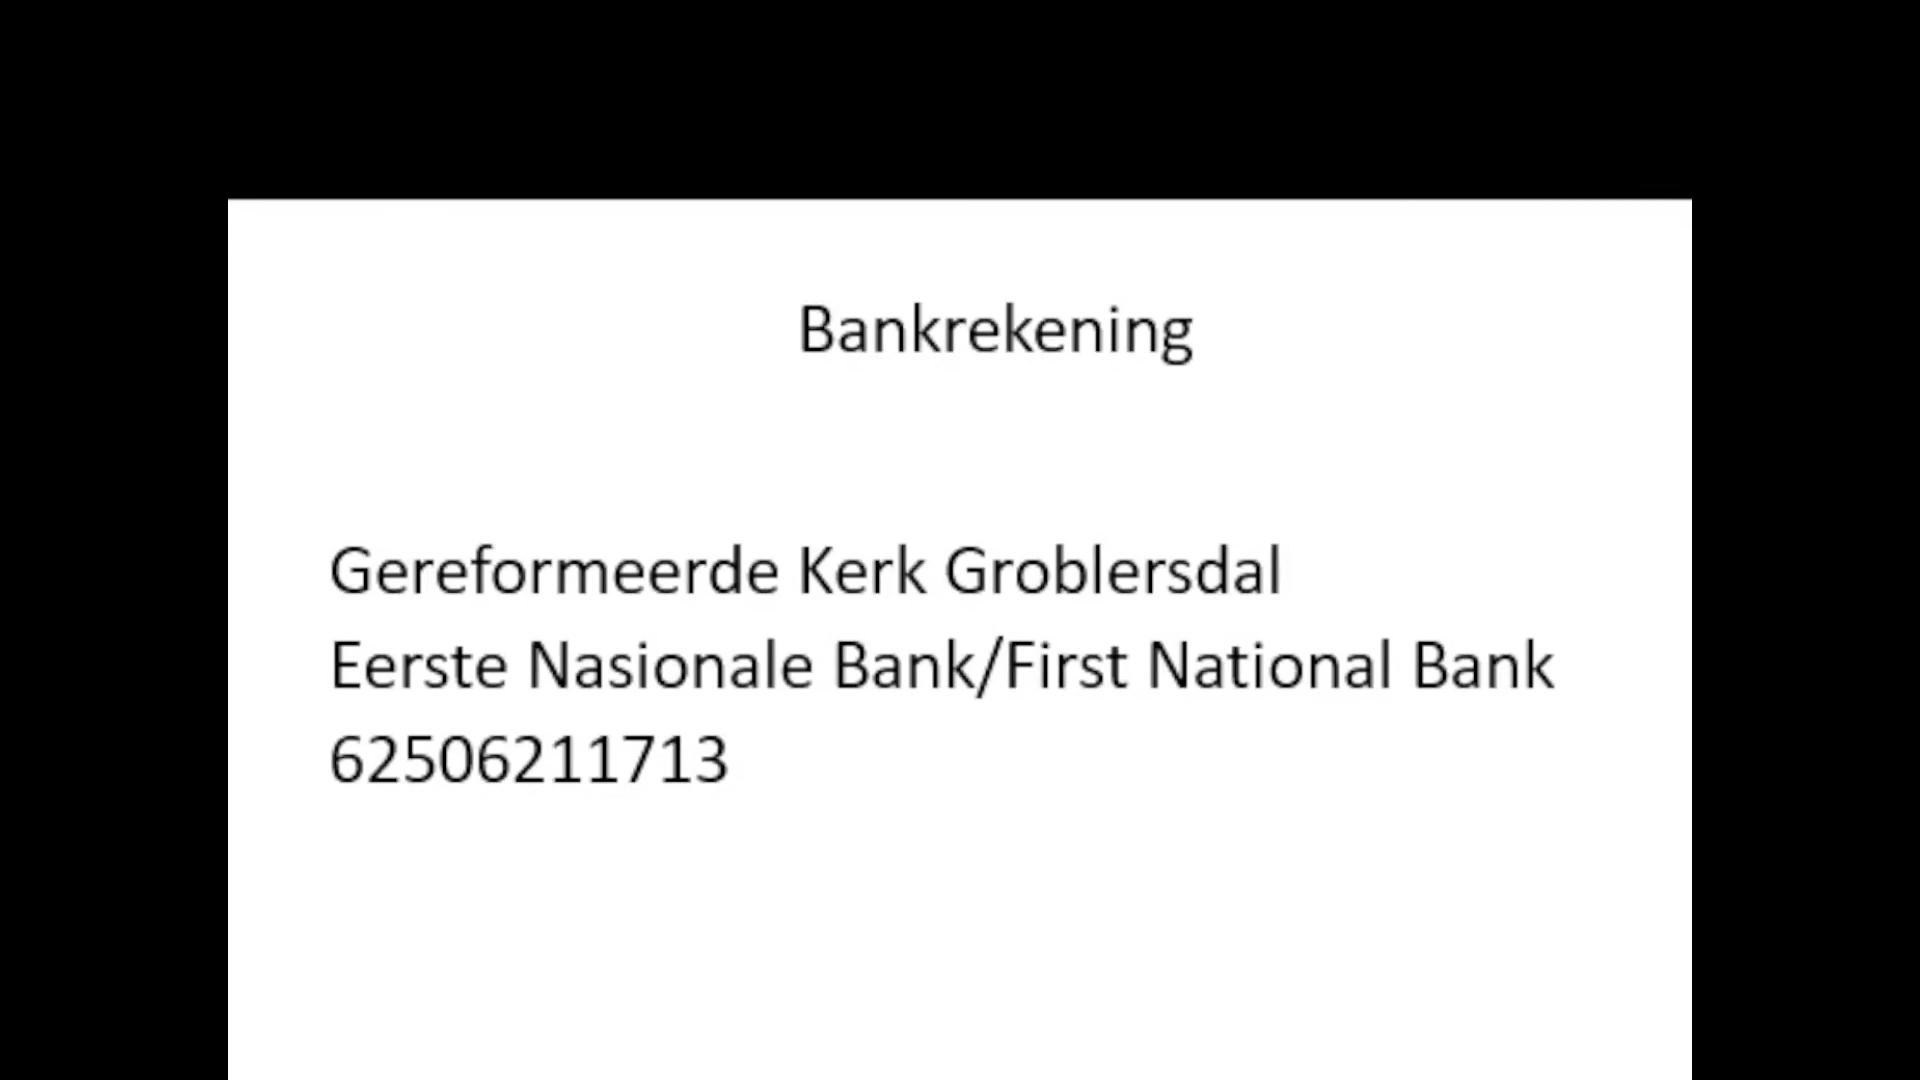 Bankrekening
Gereformeerde Kerk Groblersdal
Eerste Nasionale Bank/First National Bank
62506211713